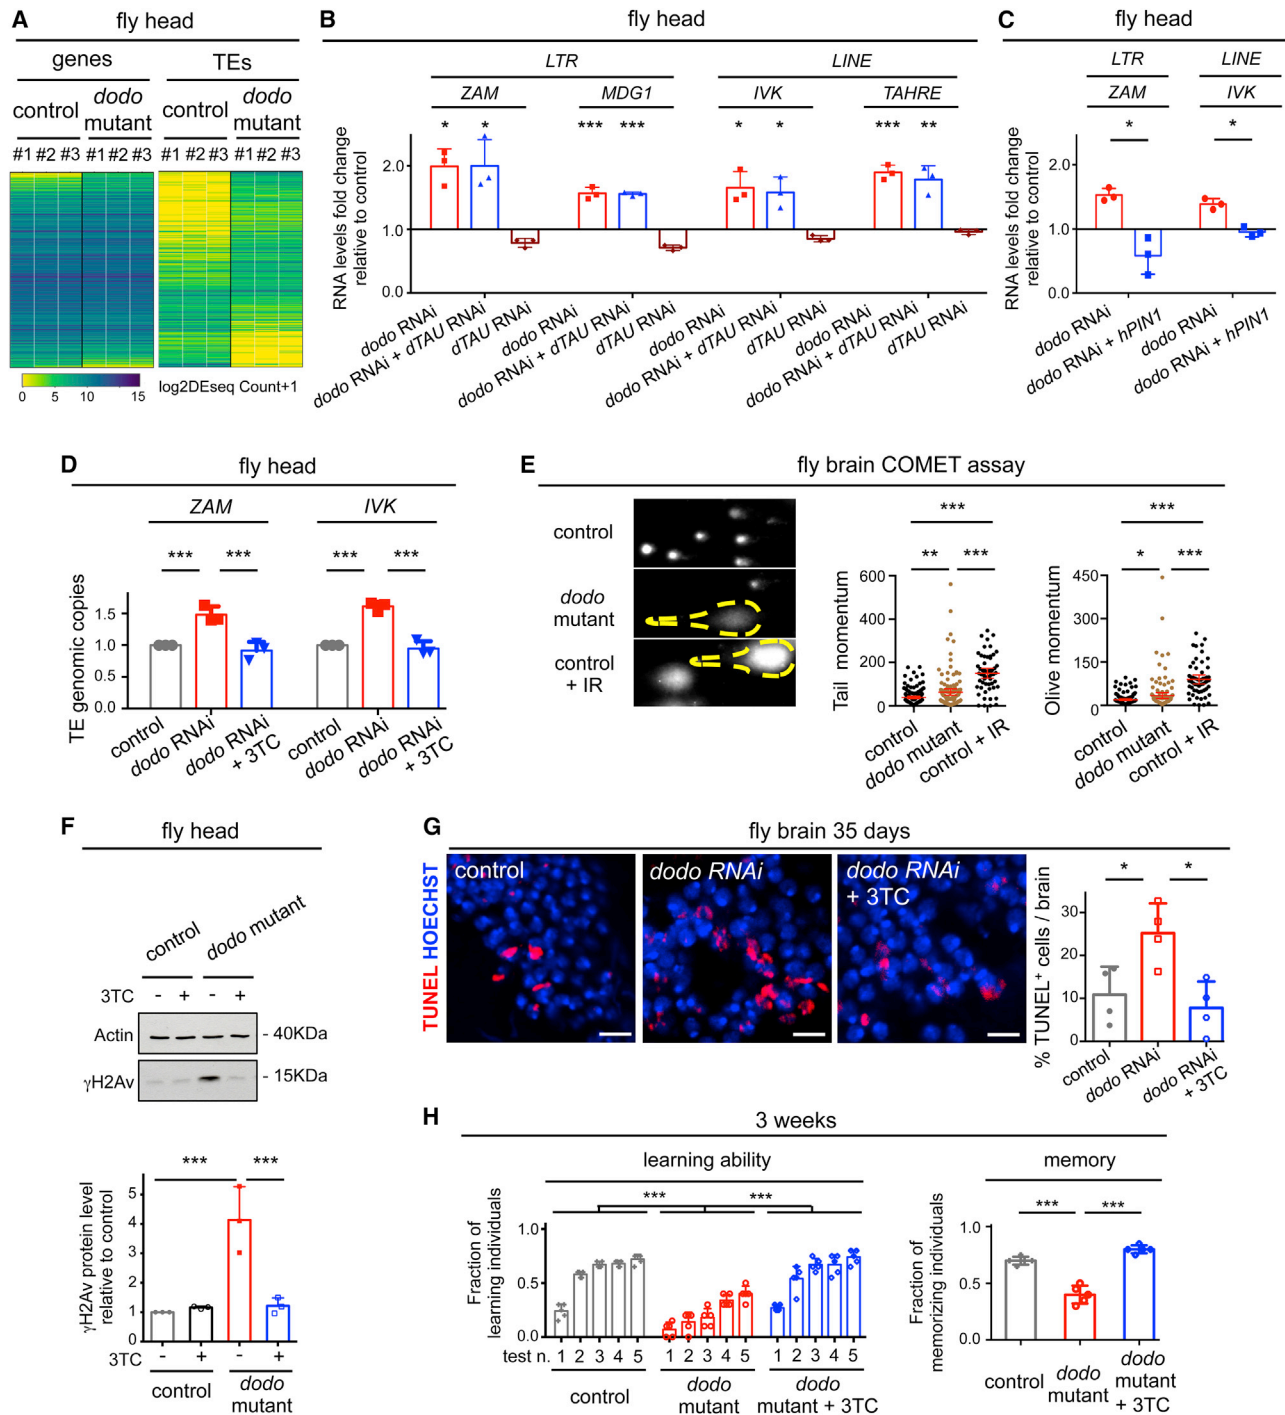 A
fly head
genes TEs
control dodo mutant control dodo mutant
#1 #2 #3 #1 #2 #3 #1 #2 #3 #1 #2 #3
0 5 10 15 log2DEseq Count+1
B
fly head
LTR LINE
ZAM MDG1 IVK TAHRE
* * *** *** * * *** **
RNA levels fold change
relative to control
2.0
1.0
0.0
dodo RNAi
dodo RNAi + dTAU RNAi
dTAU RNAi
dodo RNAi
dodo RNAi + dTAU RNAi
dTAU RNAi
dodo RNAi
dodo RNAi + dTAU RNAi
dTAU RNAi
dodo RNAi
dodo RNAi + dTAU RNAi
dTAU RNAi
C
fly head
LTR LINE
ZAM IVK
* *
RNA levels fold change
relative to control
2.0
1.0
0.0
dodo RNAi
dodo RNAi + hPIN1
dodo RNAi
dodo RNAi + hPIN1
D
fly head
ZAM IVK
*** *** *** ***
TE genomic copies
1.5
1.0
0.0
control
dodo RNAi
dodo RNAi
+ 3TC
control
dodo RNAi
dodo RNAi
+ 3TC
E
fly brain COMET assay
control
dodo
mutant
control
+ IR
***
** ***
Tail momentum
600
400
200
0
control
dodo mutant
control + IR
***
* ***
Olive momentum
450
300
150
0
control
dodo mutant
control + IR
F
fly head
control
dodo mutant
3TC - + - +
Actin - 40KDa
γH2Av - 15KDa
*** ***
γH2Av protein level
relative to control
5
4
3
2
1
0
3TC - + - +
control dodo
mutant
G
fly brain 35 days
TUNEL HOECHST
control
dodo RNAi
dodo RNAi
+ 3TC
* *
% TUNEL+ cells / brain
30
20
10
0
control
dodo RNAi
dodo RNAi
+ 3TC
H
3 weeks
learning ability
*** ***
Fraction of
learning individuals
1.0
0.5
0.0
test n. 1 2 3 4 5 1 2 3 4 5 1 2 3 4 5
control dodo
mutant dodo
mutant + 3TC
memory
*** ***
Fraction of
memorizing individuals
1.0
0.5
0.0
control
dodo
mutant
dodo
mutant
+ 3TC